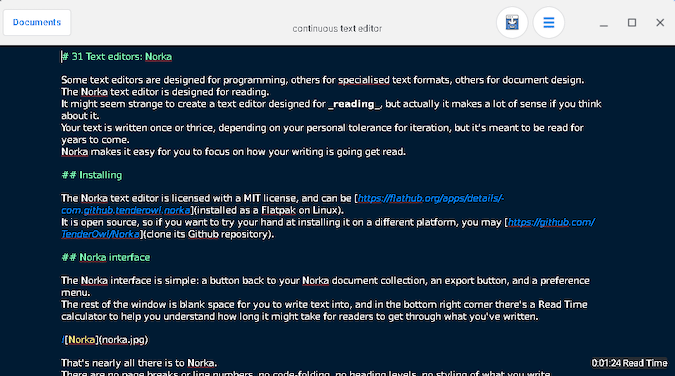 Documents
continuous text editor
# 31 Text editors: Norka
Some text editors are designed for programming, others for specialised text formats, others for document design.
The Norka text editor is designed for reading.
It might seem strange to create a text editor designed for _reading_, but actually it makes a lot of sense if you think
about it.
Your text is written once or thrice, depending on your personal tolerance for iteration, but it's meant to be read for
years to come.
Norka makes it easy for you to focus on how your writing is going get read.
## Installing
The Norka text editor is licensed with a MIT license, and can be [https://flathub.org/apps/details/-
com.github.tenderowl.norka](installed as a Flatpak on Linux).
It is open source, so if you want to try your hand at installing it on a different platform, you may [https://github.com/
TenderOwl/Norka](clone its Github repository).
## Norka interface
The Norka interface is simple: a button back to your Norka document collection, an export button, and a preference
menu.
The rest of the window is blank space for you to write text into, and in the bottom right corner there's a Read Time
calculator to help you understand how long it might take for readers to get through what you've written.
![Norka](norka.jpg)
That's nearly all there is to Norka.
There are no page breaks or line numbers, no code-folding, no heading levels, no styling of what you write.
0:01:24 Read Time